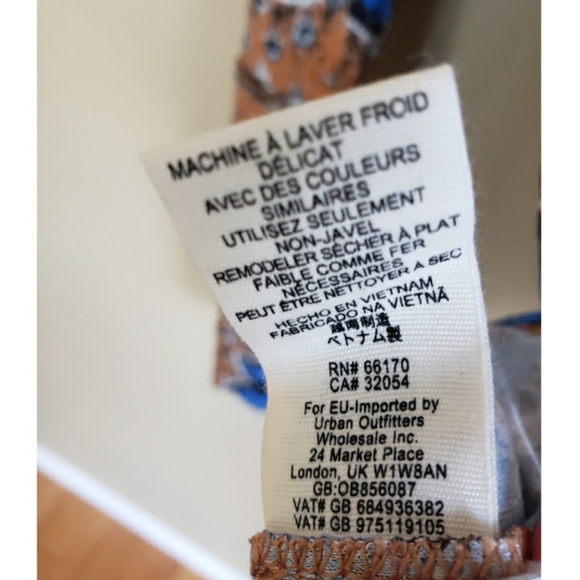 MACHINE À LAVER FROID
DÉLICAT
AVEC DES COULEURS
SIMILAIRES
UTILISEZ SEULEMENT
NON-JAVEL
REMODELER SÉCHER À PLAT
FAIBLE COMME FER
NÉCESSAIRES
PEUT ÊTRE NETTOYER A SEC
HECHO EN VIETNAM
FABRICADO NA VIETNÃ
越南制造
ベトナム製
RN# 66170
CA# 32054
For EU-Imported by
Urban Outfitters
Wholesale Inc.
24 Market Place
London, UK W1W8AN
GB:OB856087
VAT# GB 684936382
VAT# GB 975119105